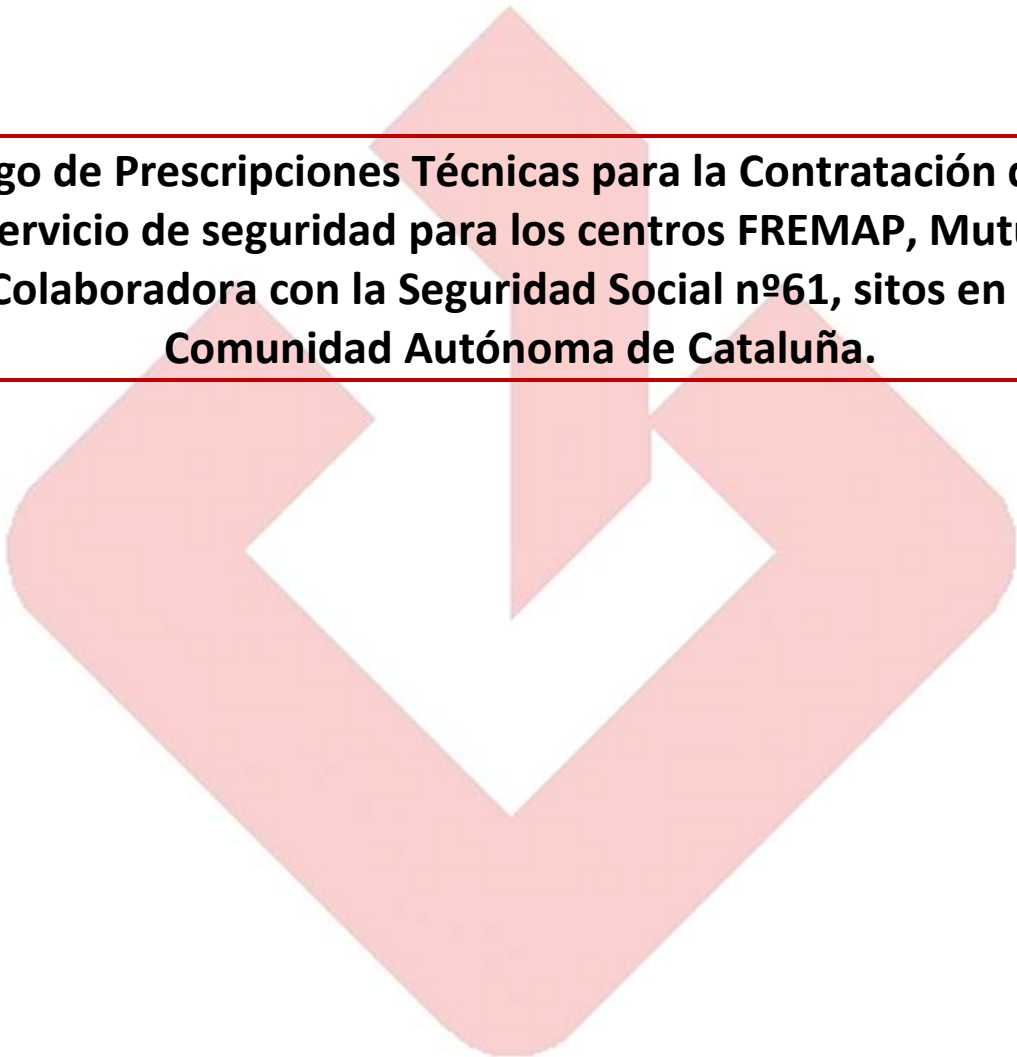 go de Prescripciones Técnicas para la Contratación
ervicio de seguridad para los centros FREMAP, Mutu
Colaboradora con la Seguridad Social nº61, sitos en
Comunidad Autónoma de Cataluña.